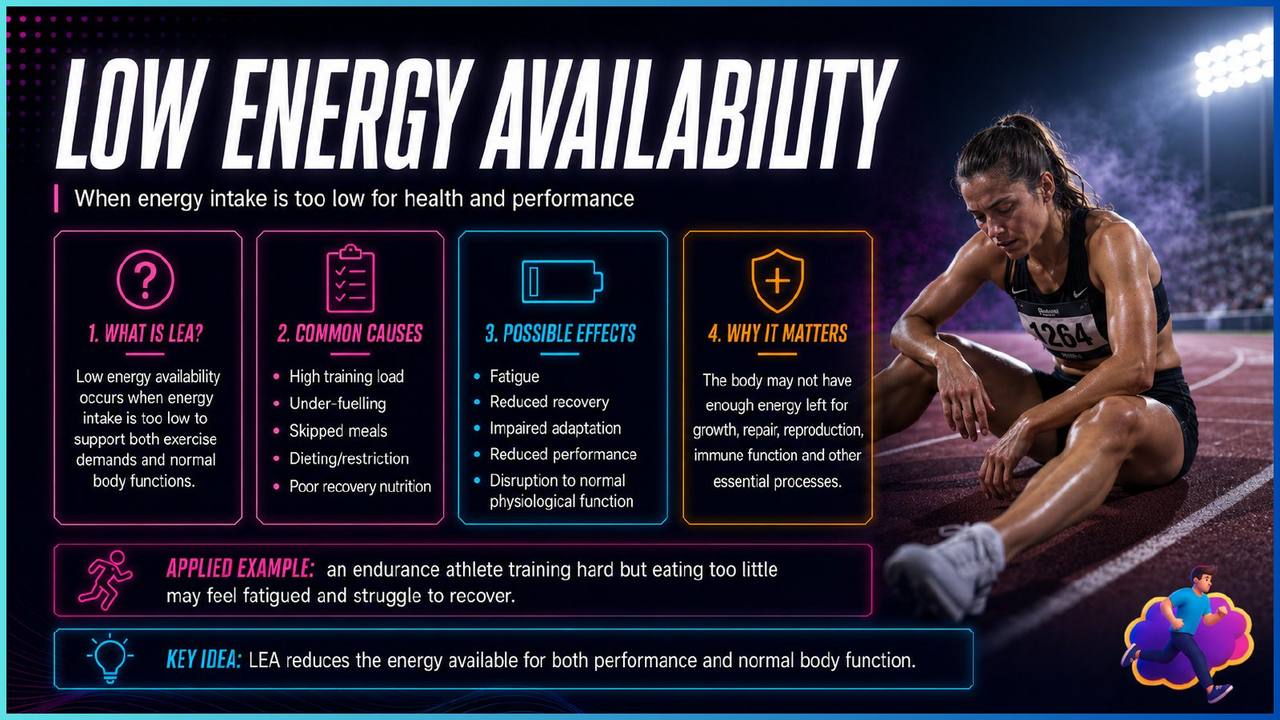 LOW ENERGY AVAILABILITY
When energy intake is too low for health and performance
1. WHAT IS LEA?
Low energy availability
occurs when energy
intake is too low to
support both exercise
demands and normal
body functions.
2. COMMON CAUSES
• High training load
• Under-fuelling
• Skipped meals
• Dieting/restriction
• Poor recovery nutrition
3. POSSIBLE EFFECTS
• Fatigue
• Reduced recovery
• Impaired adaptation
• Reduced performance
• Disruption to normal
physiological function
4. WHY IT MATTERS
The body may not have
enough energy left for
growth, repair, reproduction,
immune function and other
essential processes.
1264
APPLIED EXAMPLE: an endurance athlete training hard but eating too little
may feel fatigued and struggle to recover.
KEY IDEA: LEA reduces the energy available for both performance and normal body function.